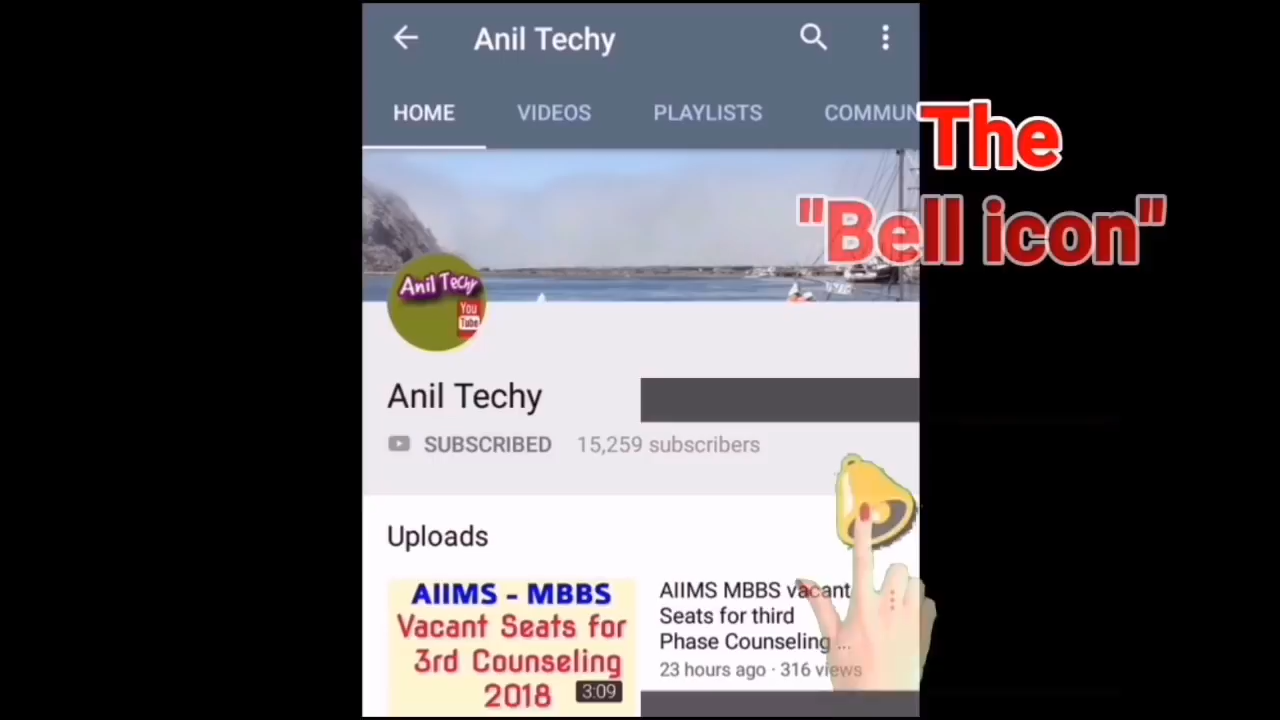 Anil Techy
HOME VIDEOS PLAYLISTS COMMUN
The
"Bell icon"
Anil Techy
You
Tube
Anil Techy
SUBSCRIBED 15,259 subscribers
Uploads
AIIMS - MBBS
Vacant Seats for
3rd Counseling
2018
3:09
AIIMS MBBS vacant
Seats for third
Phase Counseling ...
23 hours ago · 316 views